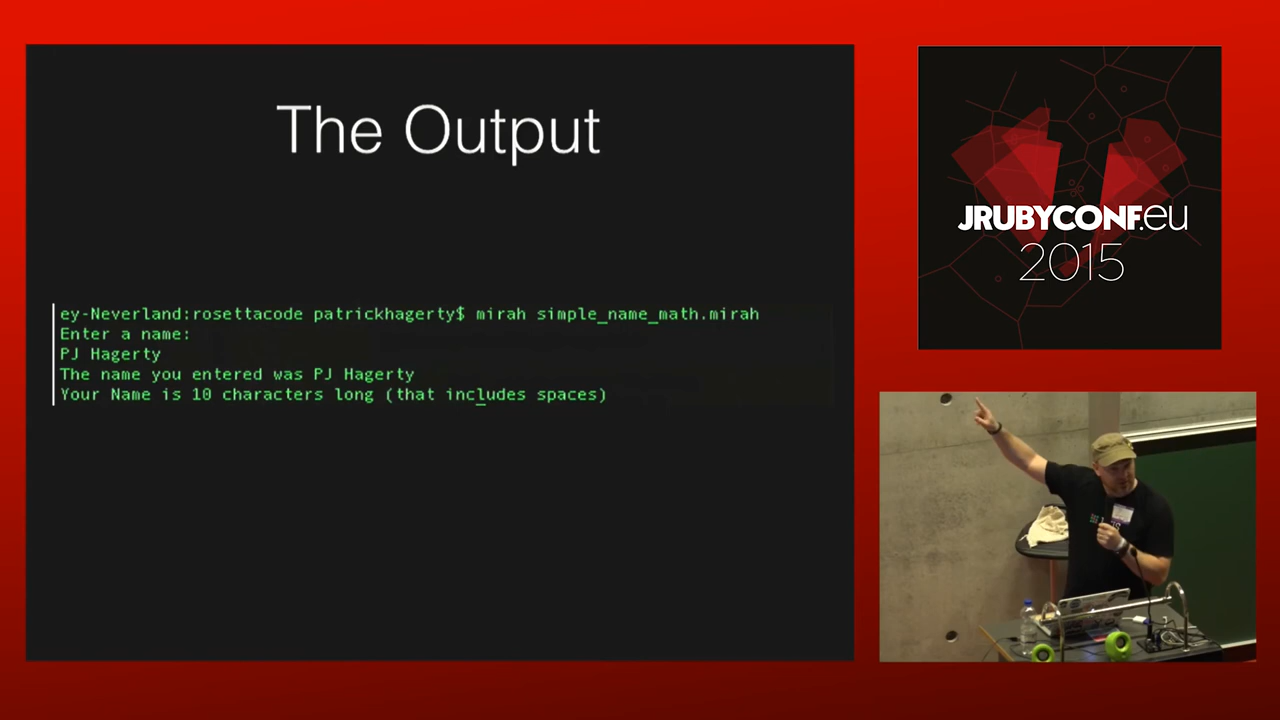 The Output
ey-Neverland:rosettacode patrickhagerty$ mirah simple_name_math.mirah
Enter a name:
PJ Hagerty
The name you entered was PJ Hagerty
Your Name is 10 characters long (that includes spaces)
JRUBYCONF.eu
2015